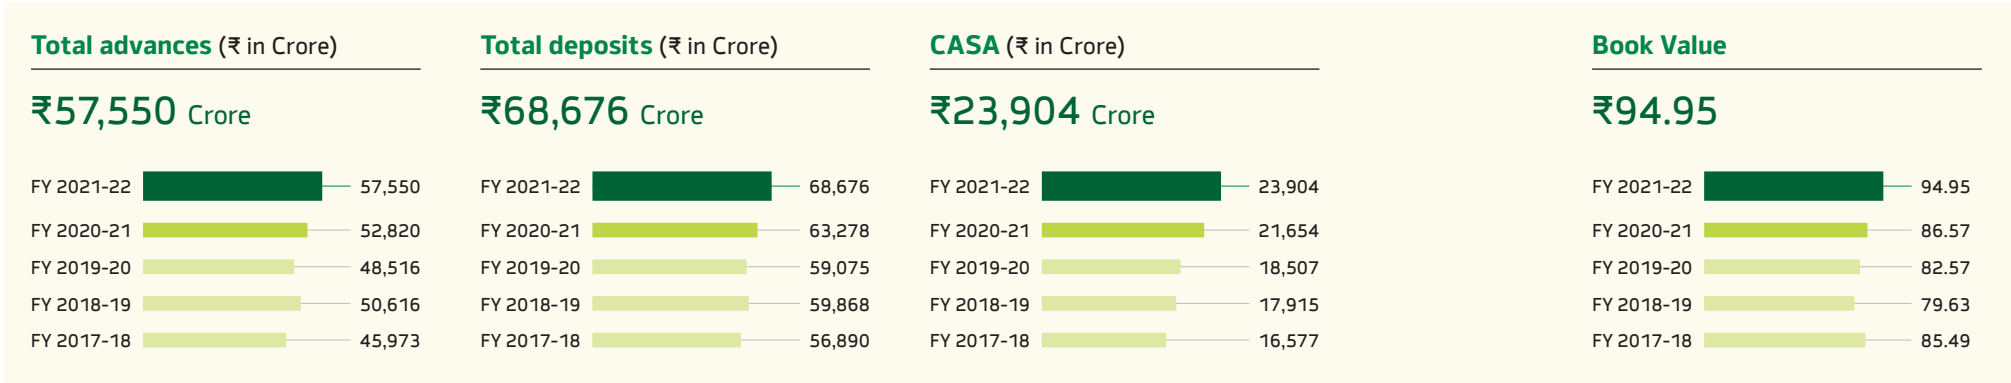 Total advances (₹ in Crore)
₹57,550 Crore
FY 2021-22 57,550
FY 2020-21 52,820
FY 2019-20 48,516
FY 2018-19 50,616
FY 2017-18 45,973
Total deposits (₹ in Crore)
₹68,676 Crore
FY 2021-22 68,676
FY 2020-21 63,278
FY 2019-20 59,075
FY 2018-19 59,868
FY 2017-18 56,890
CASA (₹ in Crore)
₹23,904 Crore
FY 2021-22 23,904
FY 2020-21 21,654
FY 2019-20 18,507
FY 2018-19 17,915
FY 2017-18 16,577
Book Value
₹94.95
FY 2021-22 94.95
FY 2020-21 86.57
FY 2019-20 82.57
FY 2018-19 79.63
FY 2017-18 85.49